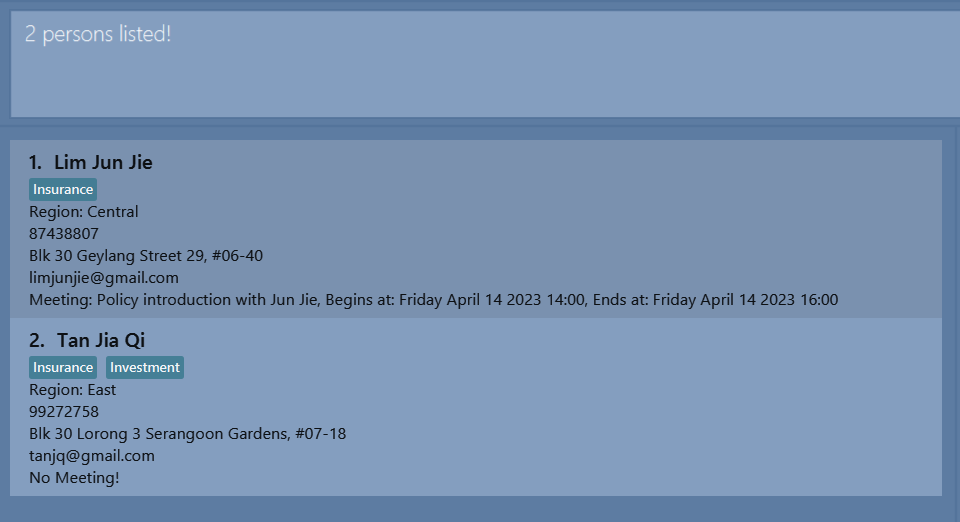 2 persons listed!
1. Lim Jun Jie
Insurance
Region: Central
87438807
Blk 30 Geylang Street 29, #06-40
limjunjie@gmail.com
Meeting: Policy introduction with Jun Jie, Begins at: Friday April 14 2023 14:00, Ends at: Friday April 14 2023 16:00
2. Tan Jia Qi
Insurance Investment
Region: East
99272758
Blk 30 Lorong 3 Serangoon Gardens, #07-18
tanjq@gmail.com
No Meeting!